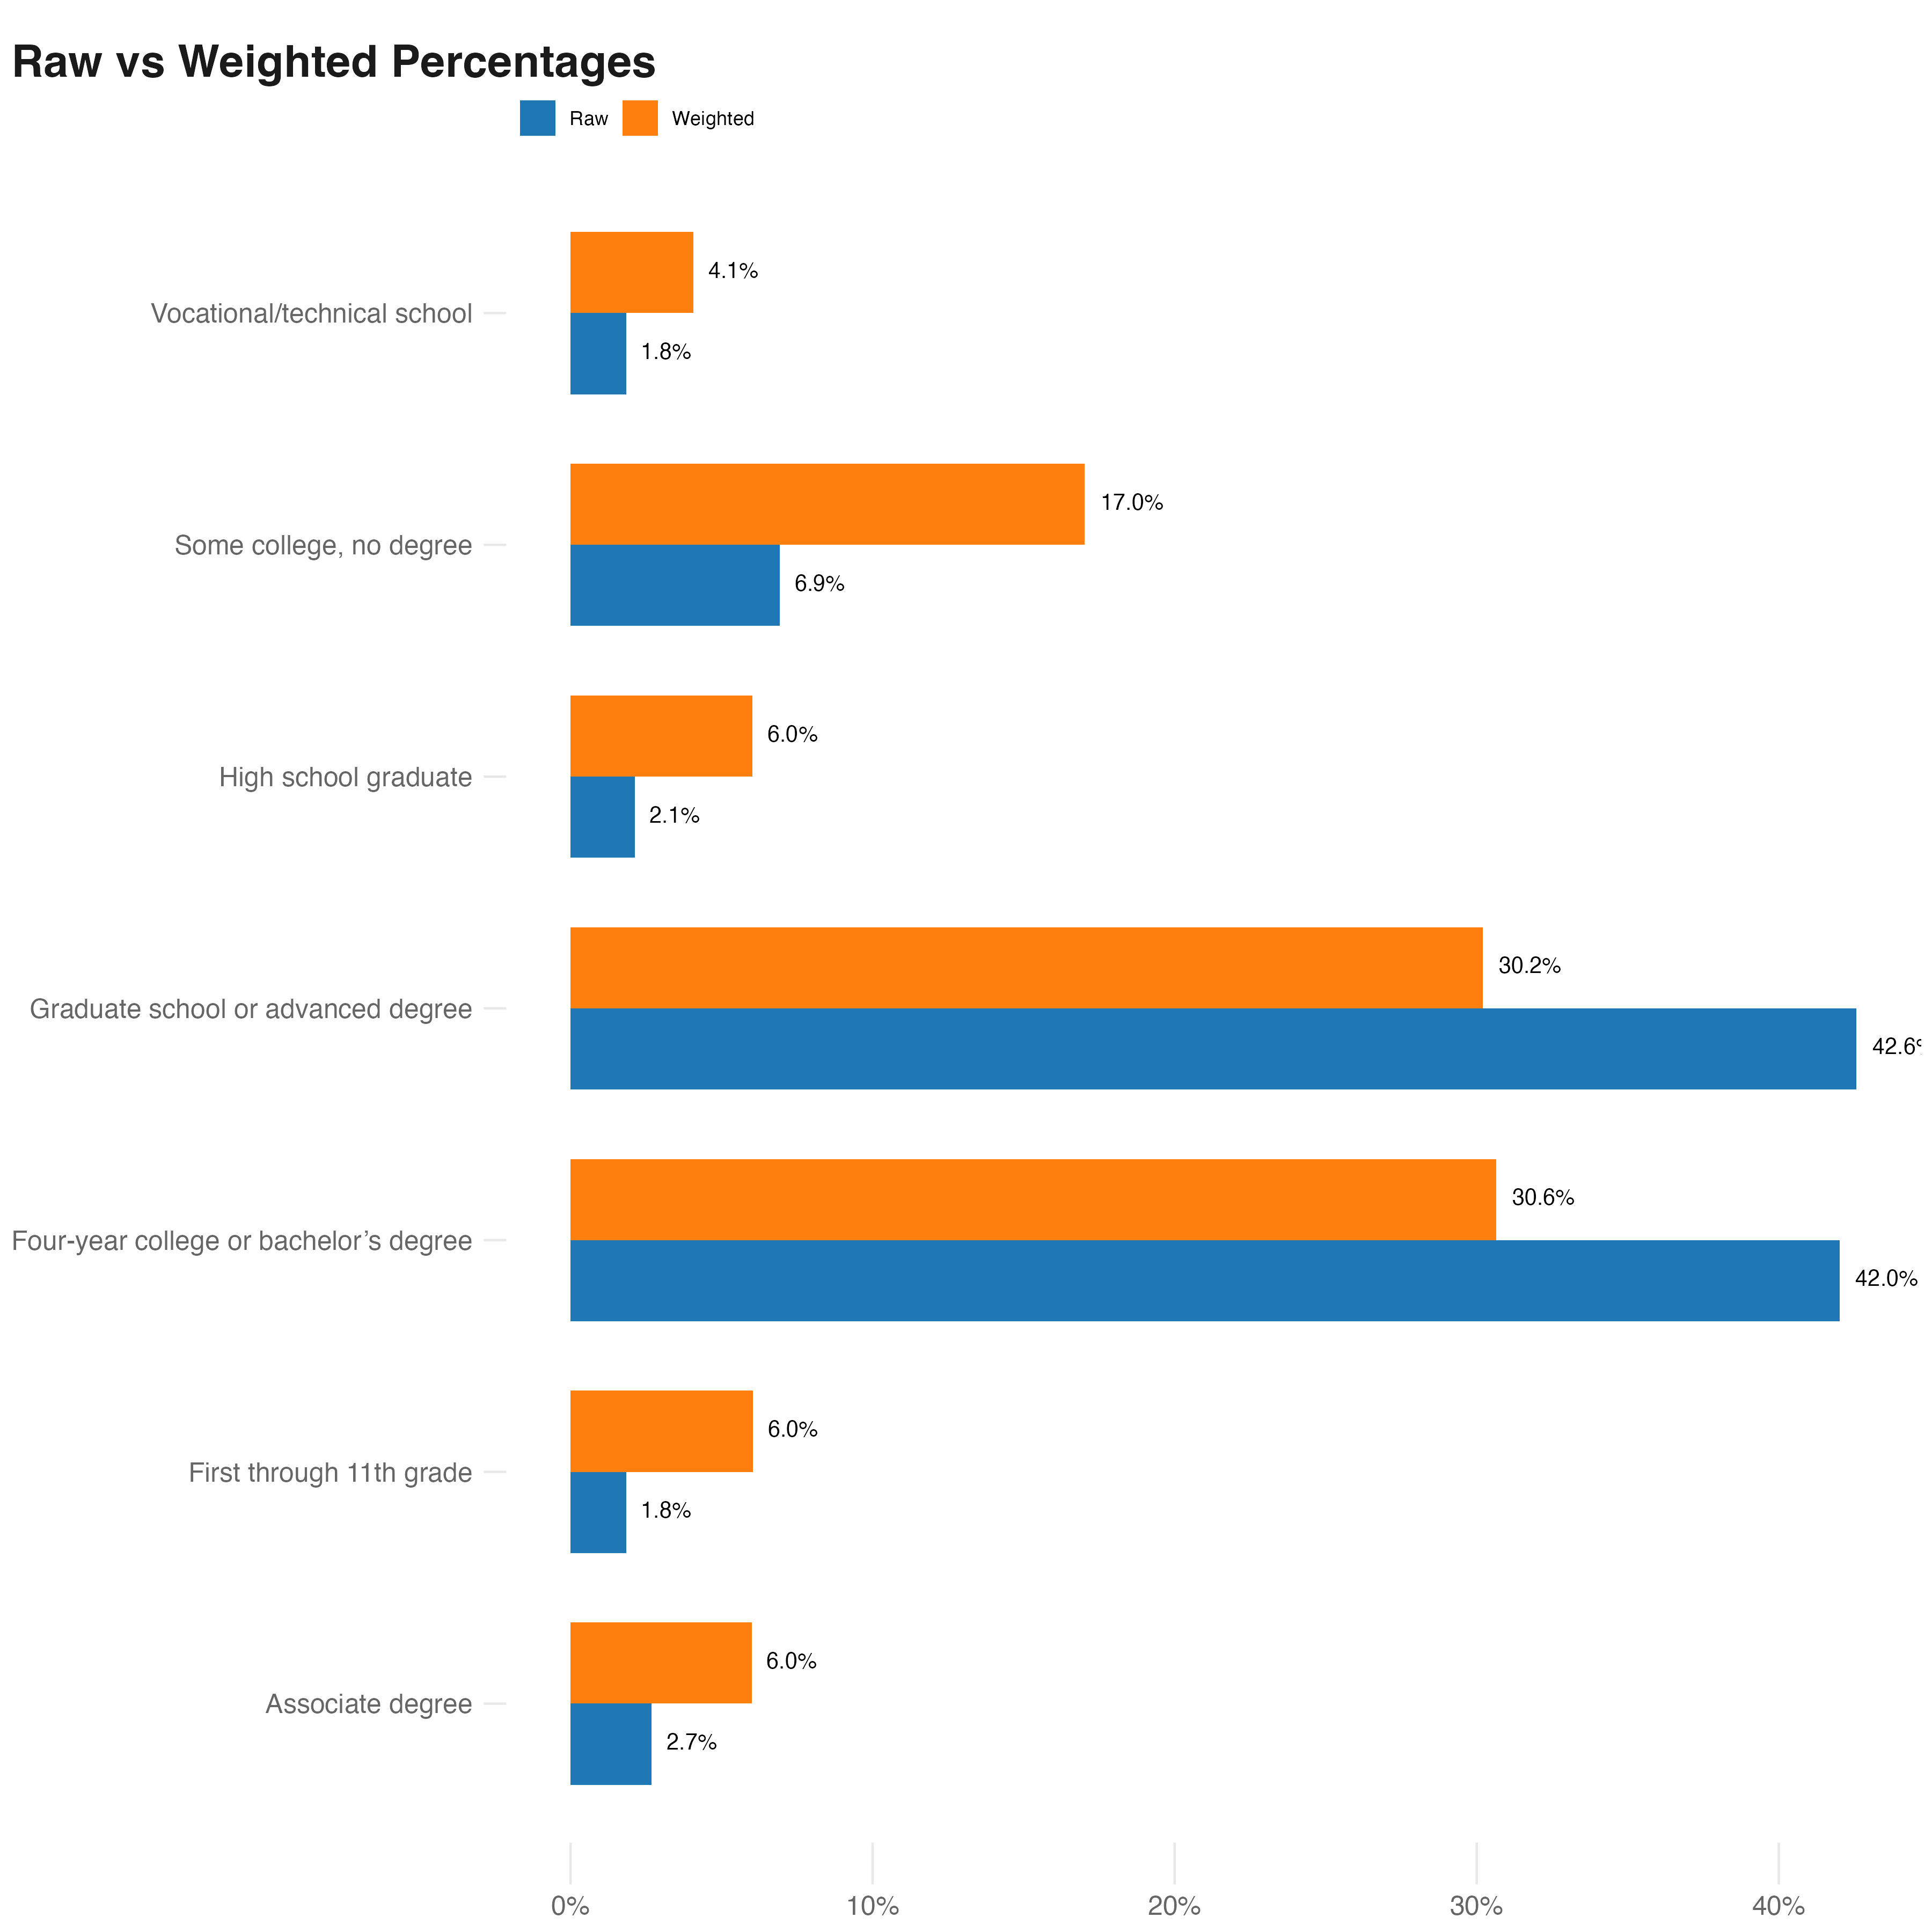 Raw vs Weighted Percentages
Raw Weighted
4.1%
Vocational/technical school
1.8%
17.0%
Some college, no degree
6.9%
6.0%
High school graduate
2.1%
30.2%
Graduate school or advanced degree
42.6%
30.6%
Four-year college or bachelor’s degree
42.0%
6.0%
First through 11th grade
1.8%
6.0%
Associate degree
2.7%
0% 10% 20% 30% 40%